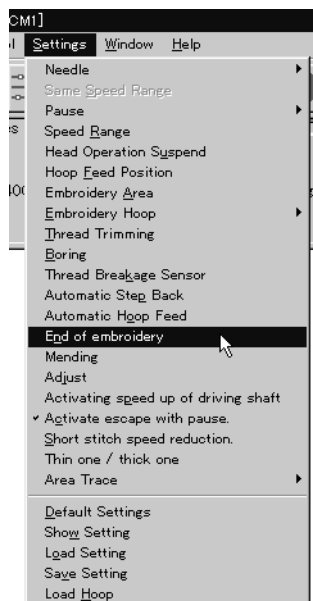 CM1]
Settings Window Help
Needle
Same Speed Range
Pause
Speed Range
Head Operation Suspend
Hoop Feed Position
Embroidery Area
Embroidery Hoop
Thread Trimming
Boring
Thread Breakage Sensor
Automatic Step Back
Automatic Hoop Feed
End of embroidery
Mending
Adjust
Activating speed up of driving shaft
Activate escape with pause.
Short stitch speed reduction.
Thin one / thick one
Area Trace
Default Settings
Show Setting
Load Setting
Save Setting
Load Hoop